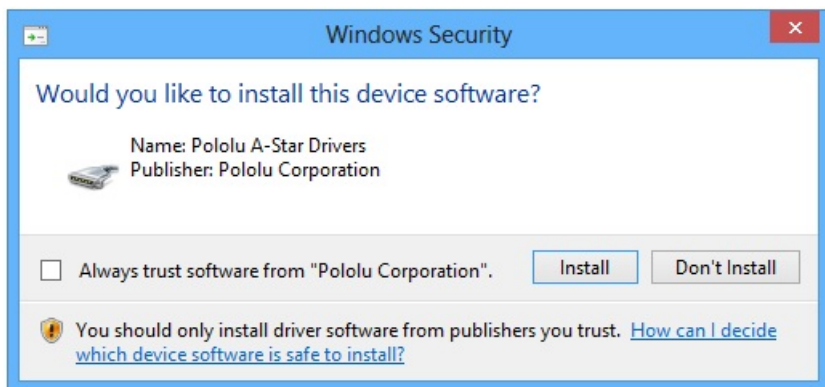 Windows Security
Would you like to install this device software?
Name: Pololu A-Star Drivers
Publisher: Pololu Corporation
Always trust software from "Pololu Corporation".
Install
Don't Install
You should only install driver software from publishers you trust. How can I decide
which device software is safe to install?